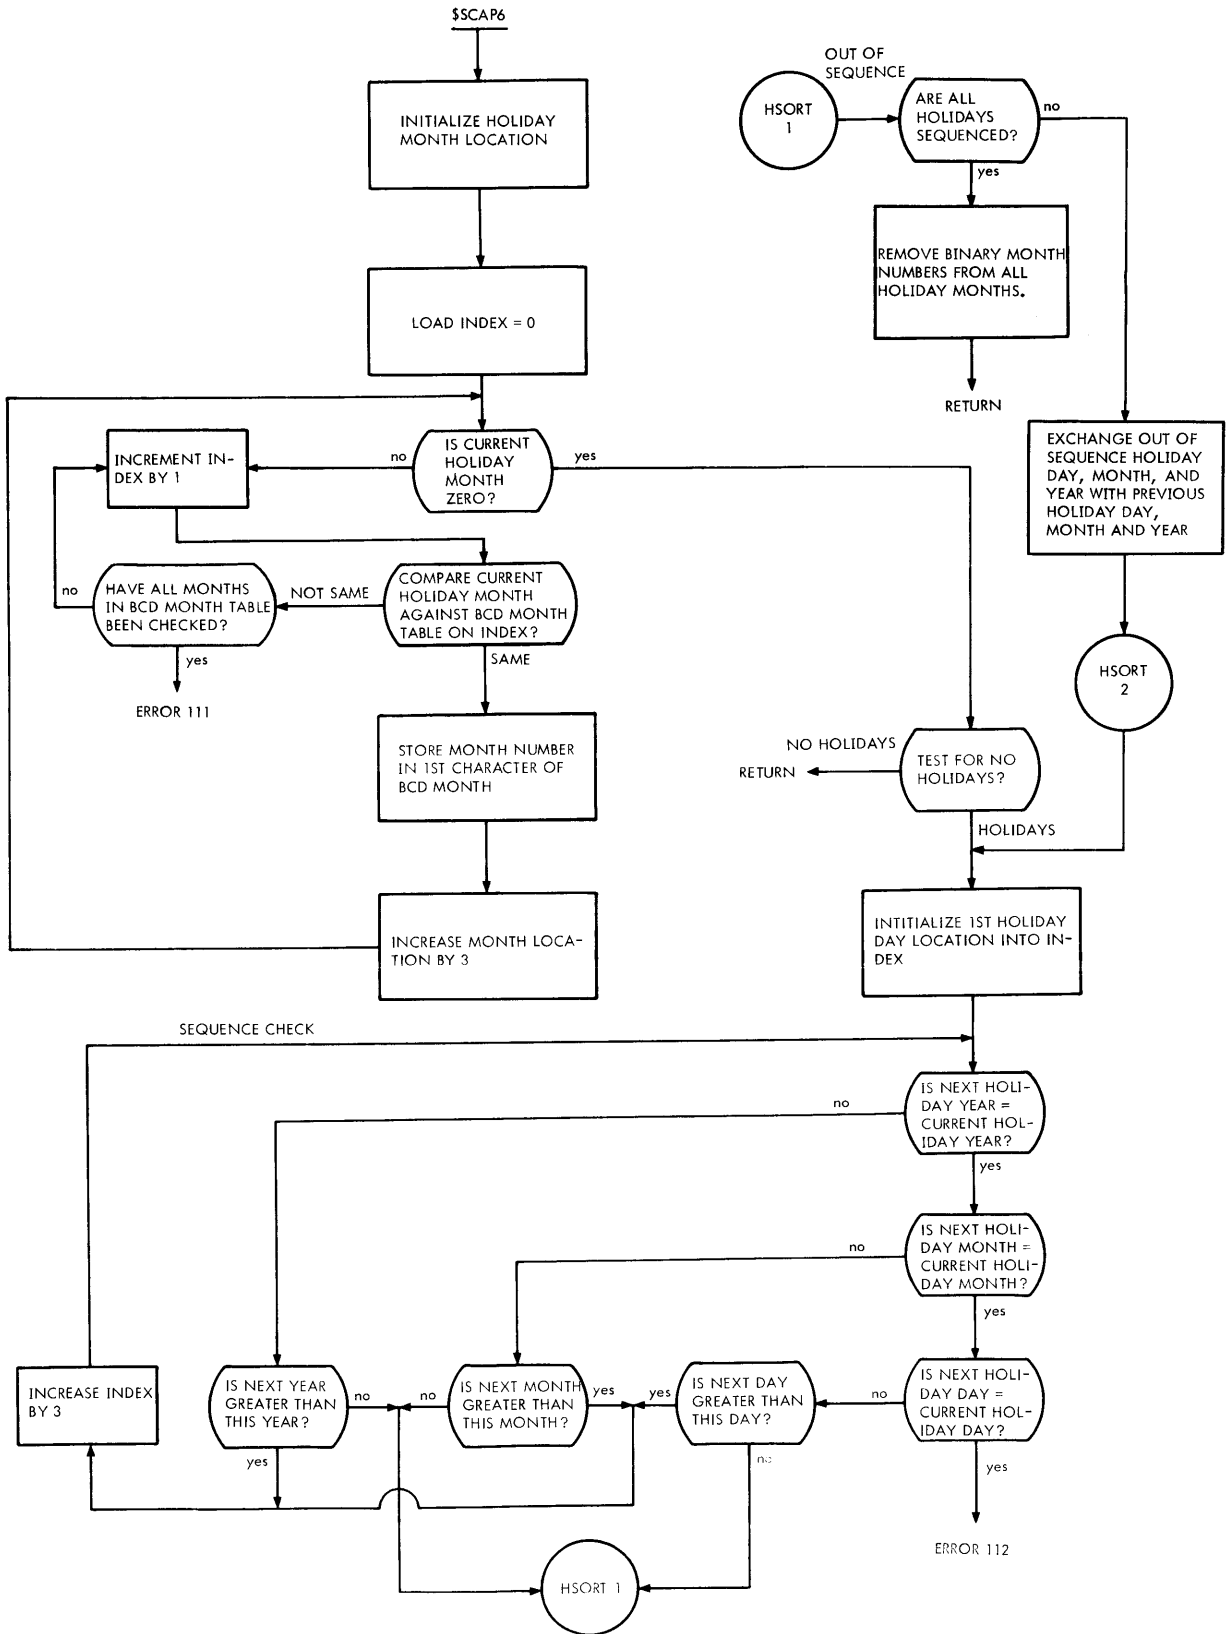 $SCAP6
INITIALIZE HOLIDAY
MONTH LOCATION
LOAD INDEX = 0
IS CURRENT
HOLIDAY
MONTH
ZERO?
no
yes
INCREMENT IN-
DEX BY 1
COMPARE CURRENT
HOLIDAY MONTH
AGAINST BCD MONTH
TABLE ON INDEX?
NOT SAME
HAVE ALL MONTHS
IN BCD MONTH TABLE
BEEN CHECKED?
no
yes
ERROR 111
SAME
STORE MONTH NUMBER
IN 1ST CHARACTER OF
BCD MONTH
INCREASE MONTH LOCA-
TION BY 3
HSORT
1
OUT OF
SEQUENCE
ARE ALL
HOLIDAYS
SEQUENCED?
no
yes
REMOVE BINARY MONTH
NUMBERS FROM ALL
HOLIDAY MONTHS.
RETURN
EXCHANGE OUT OF
SEQUENCE HOLIDAY
DAY, MONTH, AND
YEAR WITH PREVIOUS
HOLIDAY DAY,
MONTH AND YEAR
HSORT
2
NO HOLIDAYS
RETURN
TEST FOR NO
HOLIDAYS?
HOLIDAYS
INTITIALIZE 1ST HOLIDAY
DAY LOCATION INTO IN-
DEX
SEQUENCE CHECK
IS NEXT HOLI-
DAY YEAR =
CURRENT HOL-
IDAY YEAR?
no
yes
IS NEXT HOLI-
DAY MONTH =
CURRENT HOLI-
DAY MONTH?
no
yes
INCREASE INDEX
BY 3
IS NEXT YEAR
GREATER THAN
THIS YEAR?
no
yes
IS NEXT MONTH
GREATER THAN
THIS MONTH?
no
yes
IS NEXT DAY
GREATER THAN
THIS DAY?
yes
no
IS NEXT HOLI-
DAY DAY =
CURRENT HOL-
IDAY DAY?
no
yes
ERROR 112
HSORT 1